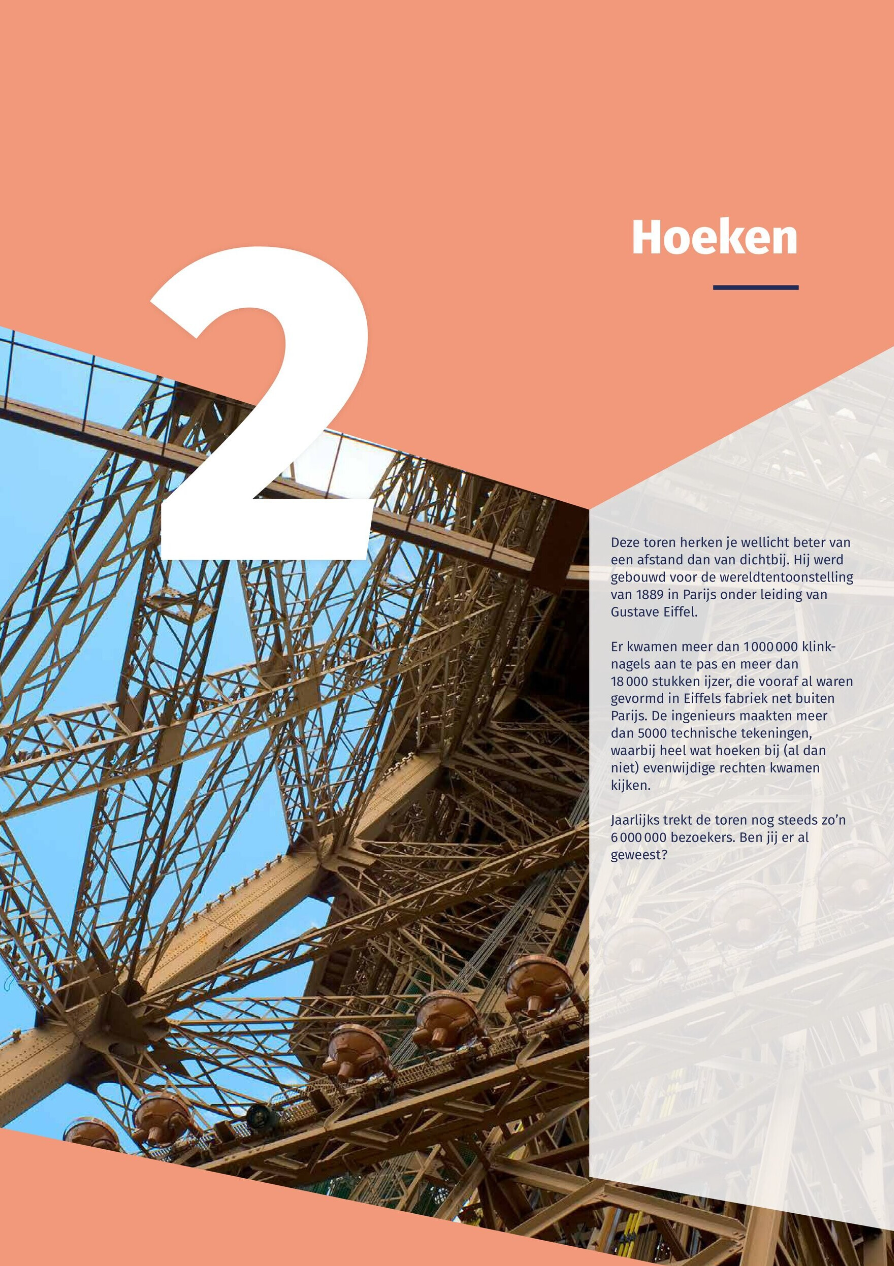 2
Hoeken
Deze toren herken je wellicht beter van
een afstand dan van dichtbij. Hij werd
gebouwd voor de wereldtentoonstelling
van 1889 in Parijs onder leiding van
Gustave Eiffel.
Er kwamen meer dan 1 000 000 klink-
nagels aan te pas en meer dan
18 000 stukken ijzer, die vooraf al waren
gevormd in Eiffels fabriek net buiten
Parijs. De ingenieurs maakten meer
dan 5000 technische tekeningen,
waarbij heel wat hoeken bij (al dan
niet) evenwijdige rechten kwamen
kijken.
Jaarlijks trekt de toren nog steeds zo’n
6 000 000 bezoekers. Ben jij er al
geweest?